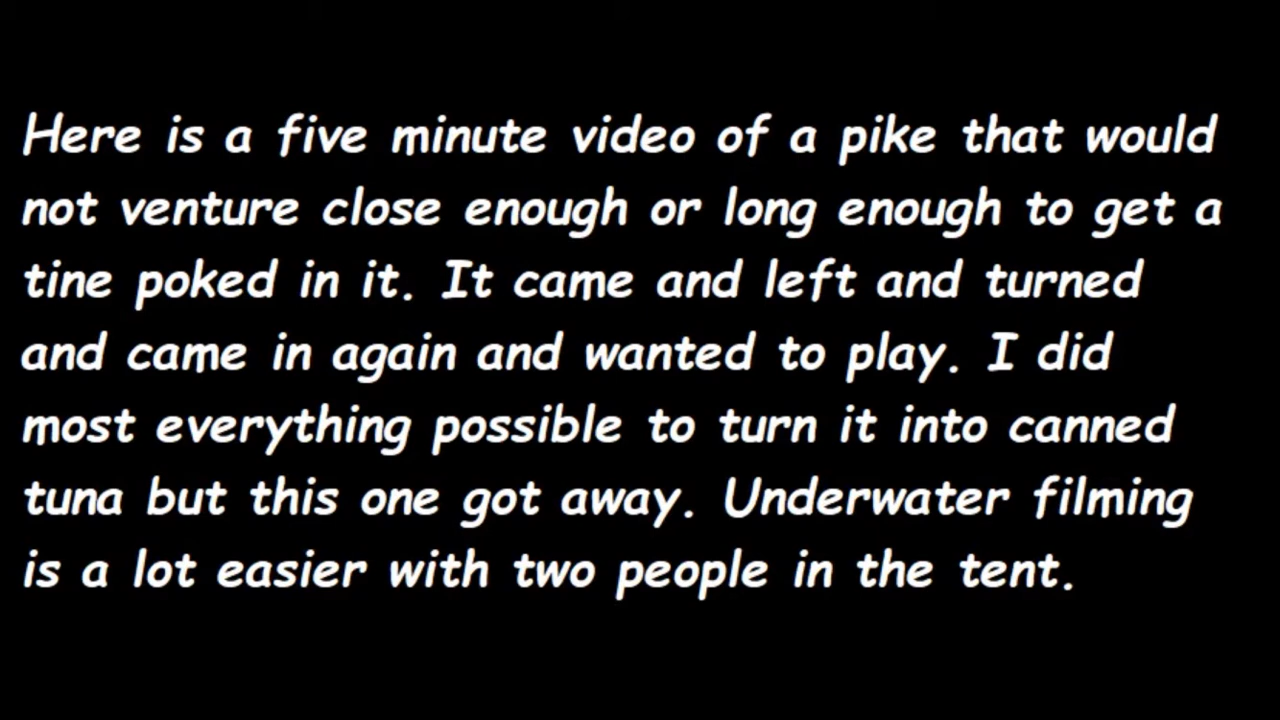 Here is a five minute video of a pike that would
not venture close enough or long enough to get a
tine poked in it. It came and left and turned
and came in again and wanted to play. I did
most everything possible to turn it into canned
tuna but this one got away. Underwater filming
is a lot easier with two people in the tent.